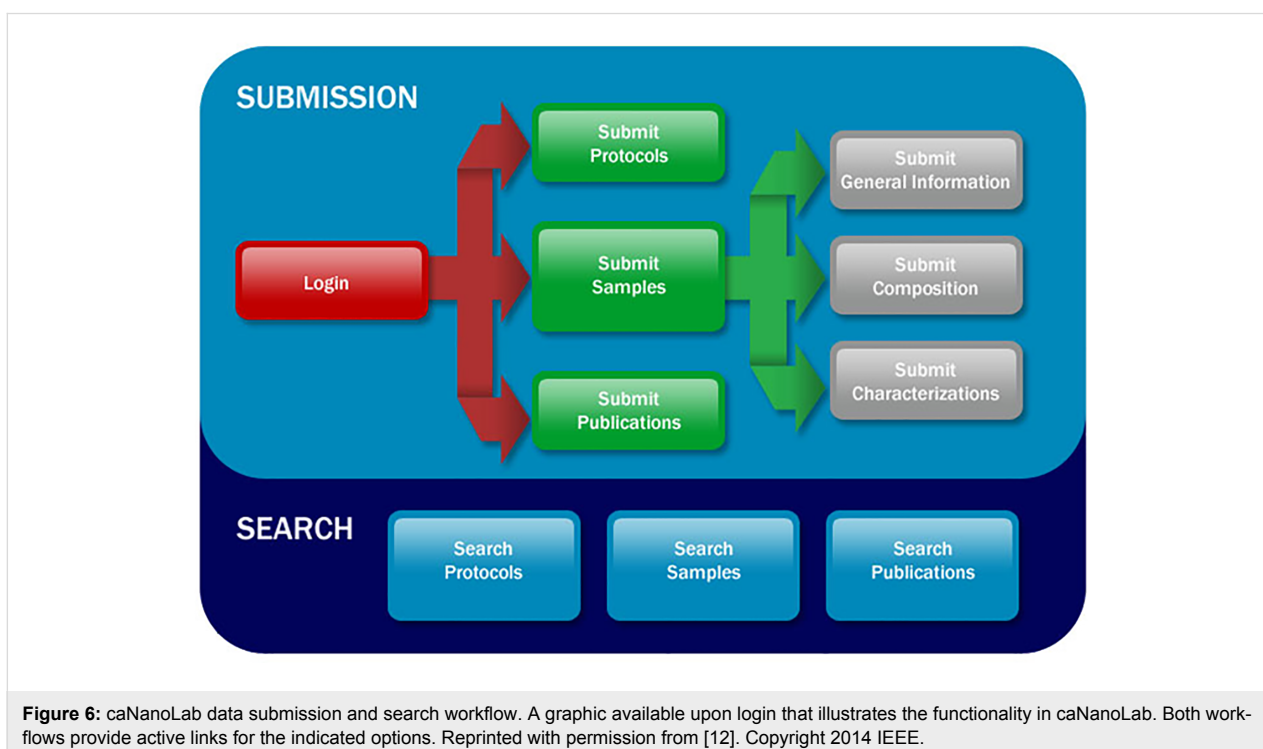 SUBMISSION
Login
Submit
Protocols
Submit
Samples
Submit
Publications
Submit
General Information
Submit
Composition
Submit
Characterizations
SEARCH
Search
Protocols
Search
Samples
Search
Publications
Figure 6: caNanoLab data submission and search workflow. A graphic available upon login that illustrates the functionality in caNanoLab. Both work-
flows provide active links for the indicated options. Reprinted with permission from [12]. Copyright 2014 IEEE.